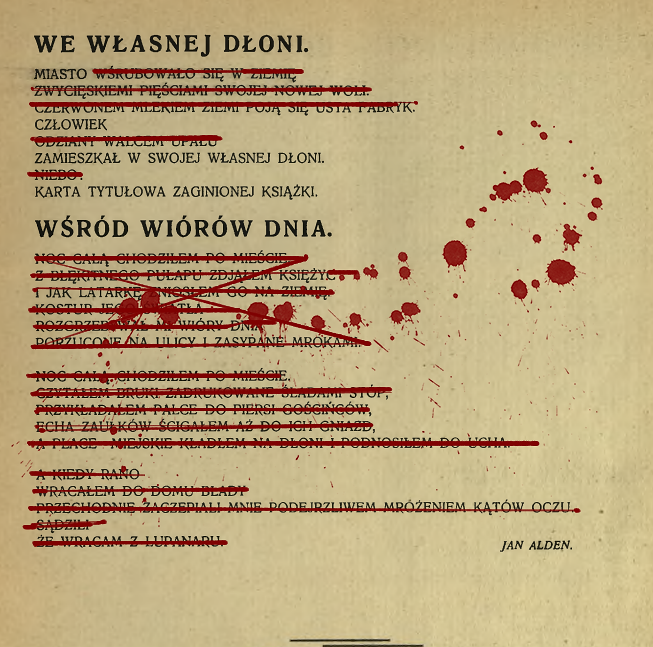 WE WŁASNEJ DŁONI.
MIASTO WŚRUBOWAŁO SIĘ W ZIEMIĘ
ZWYCIĘSKIEMI PIĘŚCIAMI SWOJEJ NOWEJ WOLI.
CZERWONEM MLEKIEM ZIEMI POJĄ SIĘ USTA FABRYK.
CZŁOWIEK
ODZIANY WALCEM UPAŁU
ZAMIESZKAŁ W SWOJEJ WŁASNEJ DŁONI.
NIEBO:
KARTA TYTUŁOWA ZAGINIONEJ KSIĄŻKI.
WŚRÓD WIÓRÓW DNIA.
NOC CAŁĄ CHODZIŁEM PO MIEŚCIE.
Z BŁĘKITNEGO PUŁAPU ZDJĄŁEM KSIĘŻYC
I JAK LATARKĘ ZNIOSŁEM GO NA ZIEMIĘ.
KOSTUR JEGO ŚWIATŁA
ROZGRZEBYWAŁ WIÓRY DNIA
PORZUCONE NA ULICY I ZASYPANE MROKAMI.
NOC CAŁĄ CHODZIŁEM PO MIEŚCIE.
CZYTAŁEM BRUKI ZADRUKOWANE ŚLADAMI STÓP,
PRZYKŁADAŁEM PALCE DO PIERSI GOŚCIŃCÓW,
ECHA ZAUŁKÓW ŚCIGAŁEM AŻ DO ICH GNIAZD,
A PLACE MIEJSKIE KŁADŁEM NA DŁONI I PODNOSIŁEM DO UCHA.
A KIEDY RANO
WRACAŁEM DO DOMU BLADY
PRZECHODNIE ZACZEPIALI MNIE PODEJRZLIWEM MROŻENIEM KĄTÓW OCZU.
SĄDZILI
ŻE WRACAM Z LUPANARU.
JAN ALDEN.